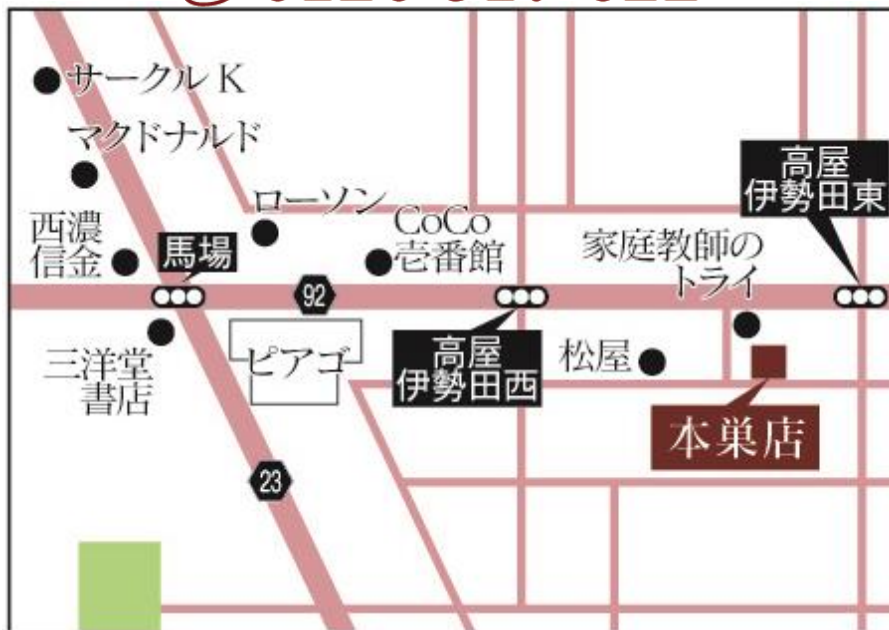 サークルK
マクドナルド
高屋
伊勢田東
ローソン
CoCo
壱番館
西濃
信金
馬場
家庭教師の
トライ
92
三洋堂
書店
ピアゴ
高屋
伊勢田西
松屋
本巣店
23